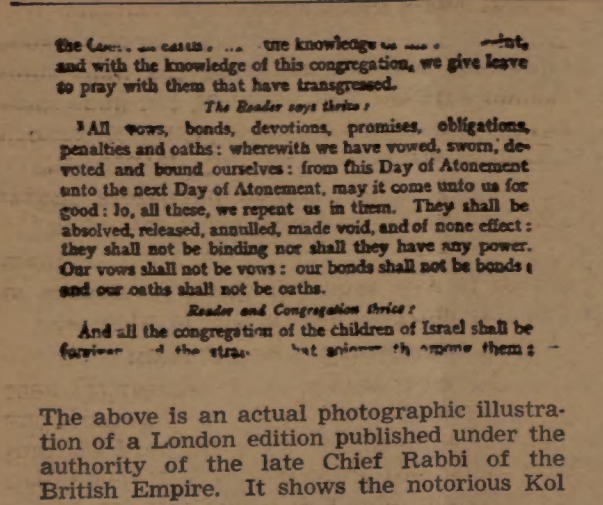 the knowledge
and with the knowledge of this congregation, we give leave
to pray with them that have transgressed.
The Reader says thrice:
¹All vows, bonds, devotions, promises, obligations,
penalties and oaths: wherewith we have vowed, sworn, de-
voted and bound ourselves: from this Day of Atonement
unto the next Day of Atonement, may it come unto us for
good: lo, all these, we repent us in them. They shall be
absolved, released, annulled, made void, and of none effect:
they shall not be binding nor shall they have any power.
Our vows shall not be vows: our bonds shall not be bonds;
and our oaths shall not be oaths.
Reader and Congregation thrice:
And all the congregation of the children of Israel shall be
the among them;
The above is an actual photographic illustra-
tion of a London edition published under the
authority of the late Chief Rabbi of the
British Empire. It shows the notorious Kol